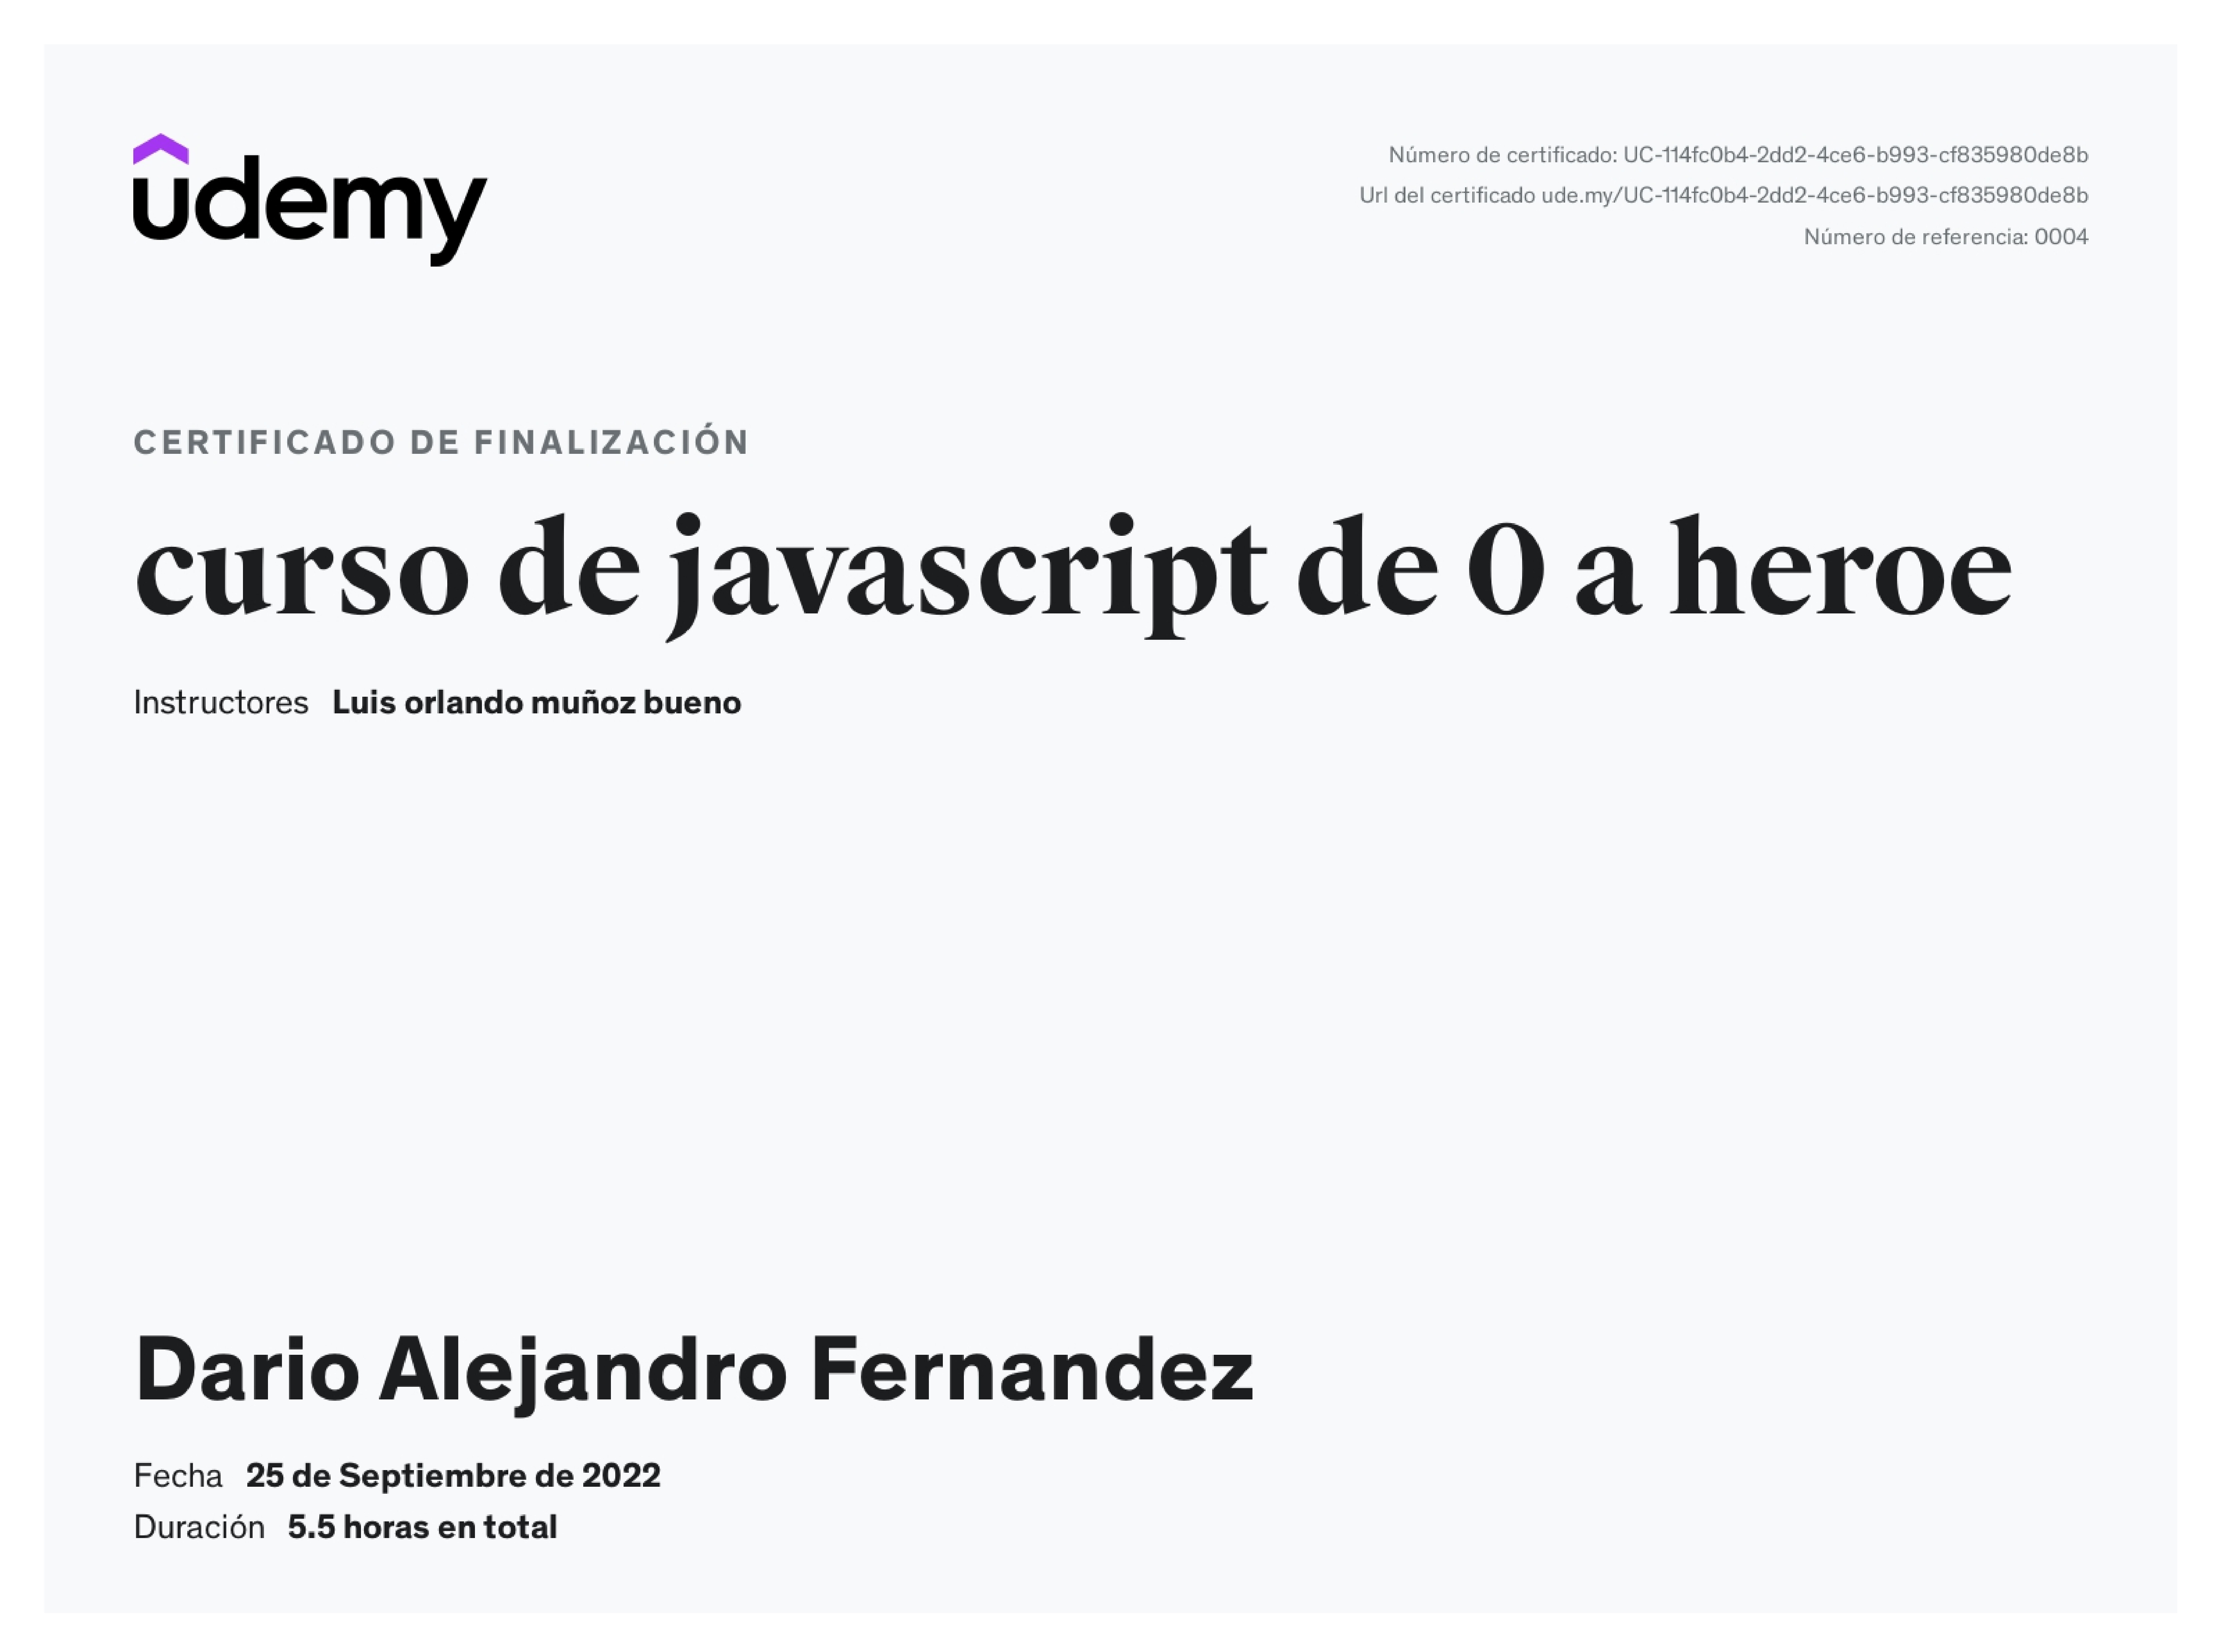 udemy
Número de certificado: UC-114fc0b4-2dd2-4ce6-b993-cf835980de8b
Url del certificado ude.my/UC-114fc0b4-2dd2-4ce6-b993-cf835980de8b
Número de referencia: 0004
CERTIFICADO DE FINALIZACIÓN
curso de javascript de 0 a heroe
Instructores Luis orlando muñoz bueno
Dario Alejandro Fernandez
Fecha 25 de Septiembre de 2022
Duración 5.5 horas en total